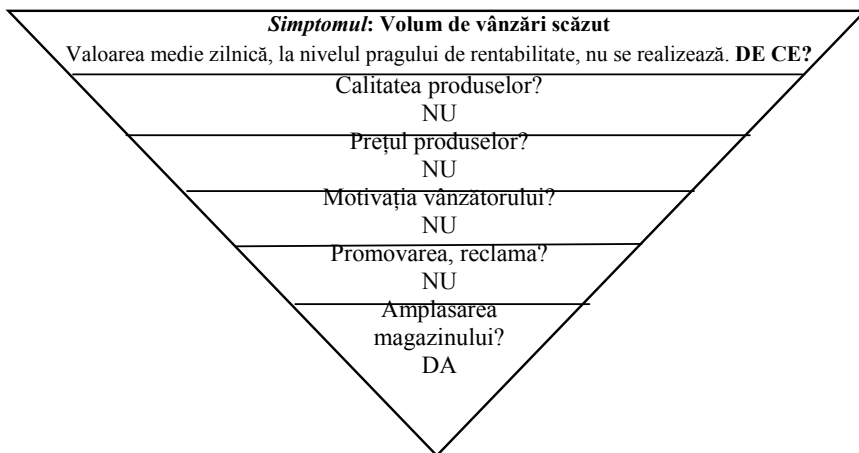 Simptomul: Volum de vânzări scăzut
Valoarea medie zilnică, la nivelul pragului de rentabilitate, nu se realizează. DE CE?
Calitatea produselor?
NU
Prețul produselor?
NU
Motivația vânzătorului?
NU
Promovarea, reclama?
NU
Amplasarea
magazinului?
DA